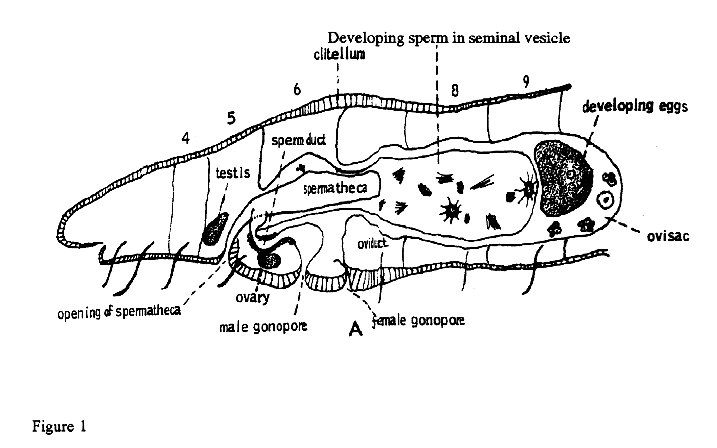 Developing sperm in seminal vesicle
clitellum
8
9
6
developing eggs
5
4
sperm duct
testis
spermatheca
ovisac
oviduct
ovary
opening of spermatheca
male gonopore
female gonopore
A
Figure 1